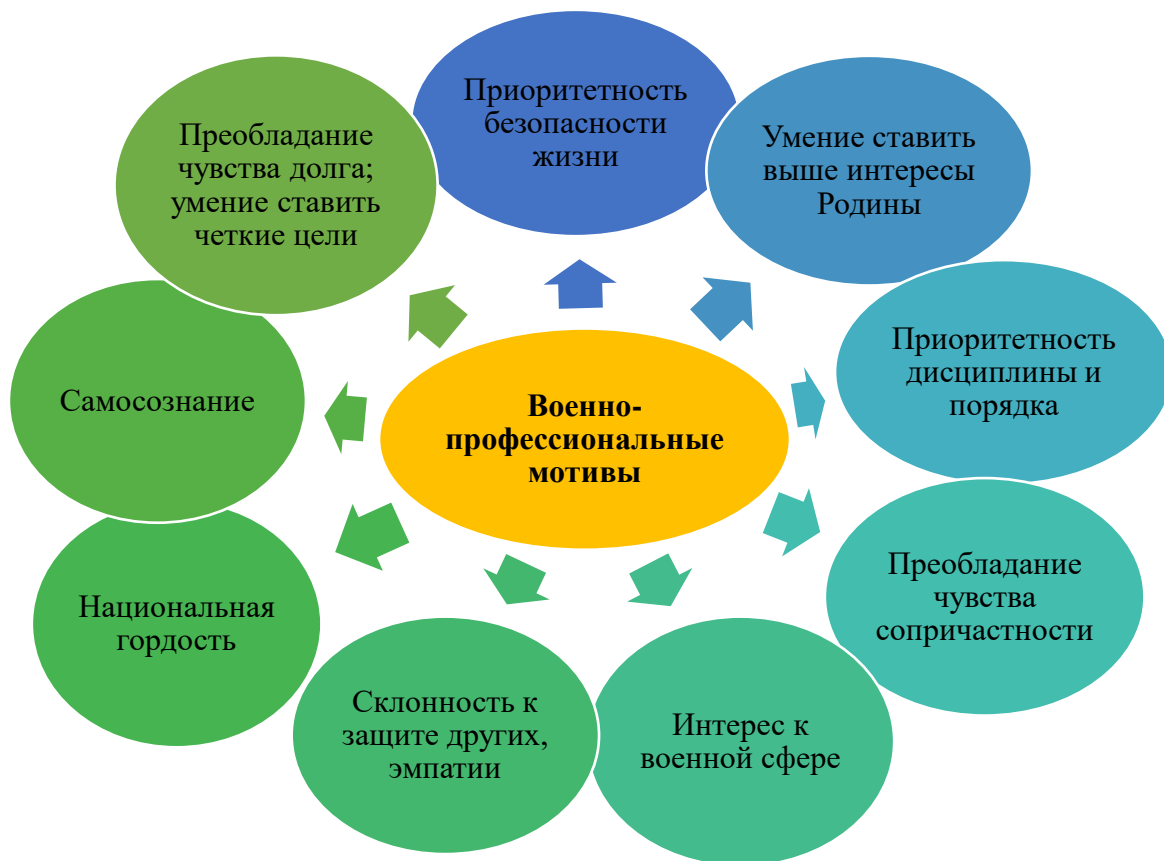 Приоритетность
безопасности
жизни
Умение ставить
выше интересы
Родины
Приоритетность
дисциплины и
порядка
Преобладание
чувства
сопричастности
Интерес к
военной сфере
Склонность к
защите других,
эмпатии
Национальная
гордость
Самосознание
Преобладание
чувства долга;
умение ставить
четкие цели
Военно-
профессиональные
мотивы